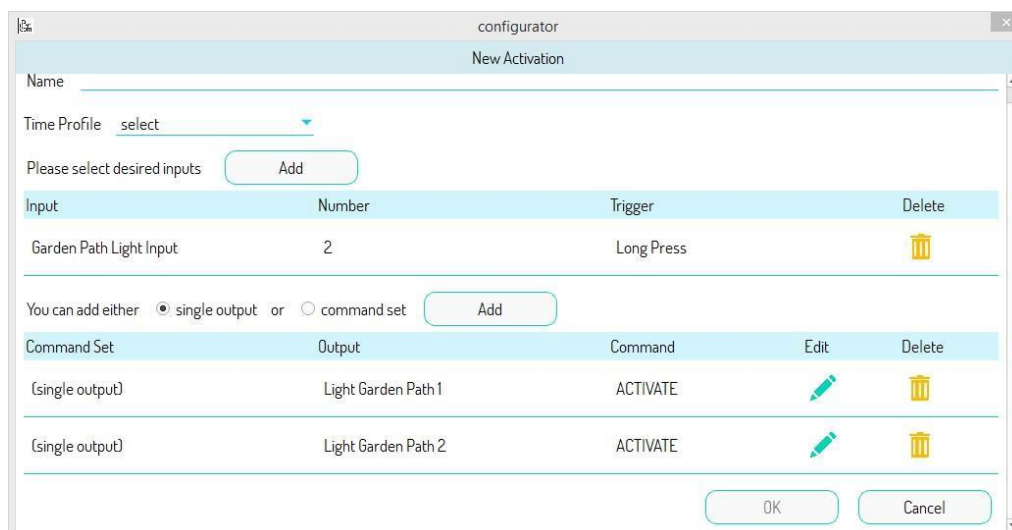 configurator
New Activation
Name
Time Profile select
Please select desired inputs Add
Input Number Trigger Delete
Garden Path Light Input 2 Long Press
You can add either single output or command set Add
Command Set Output Command Edit Delete
(single output) Light Garden Path 1 ACTIVATE
(single output) Light Garden Path 2 ACTIVATE
OK Cancel